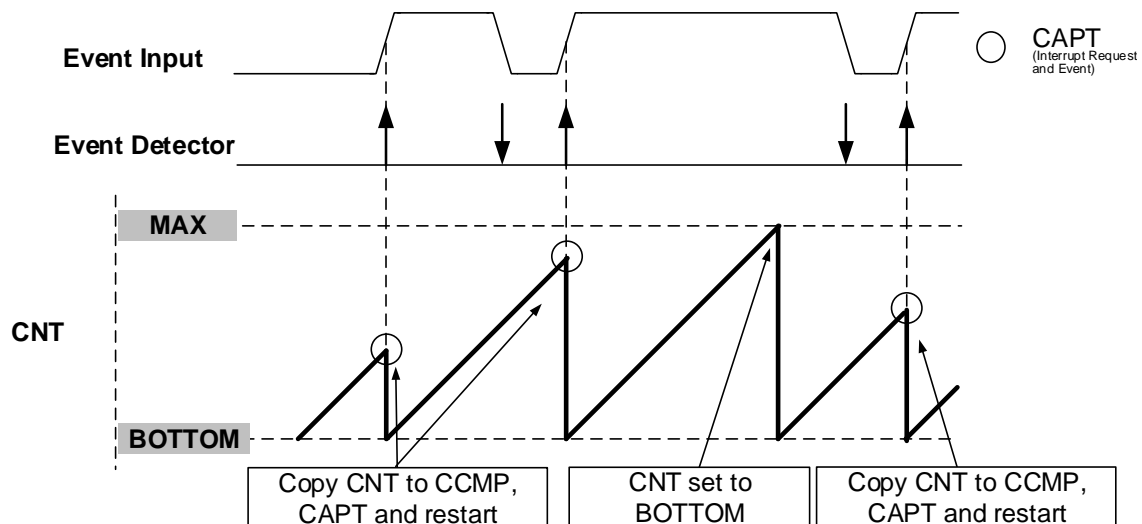 Event Input
CAPT
(Interrupt Request
and Event)
Event Detector
MAX
CNT
BOTTOM
Copy CNT to CCMP,
CAPT and restart
CNT set to
BOTTOM
Copy CNT to CCMP,
CAPT and restart